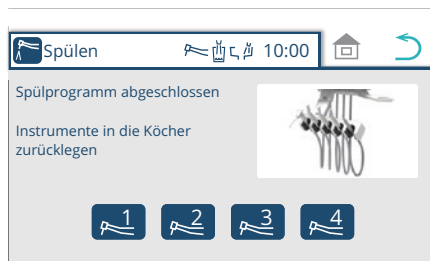 Spülen 10:00
Spülprogramm abgeschlossen
Instrumente in die Köcher
zurücklegen
1 2 3 4